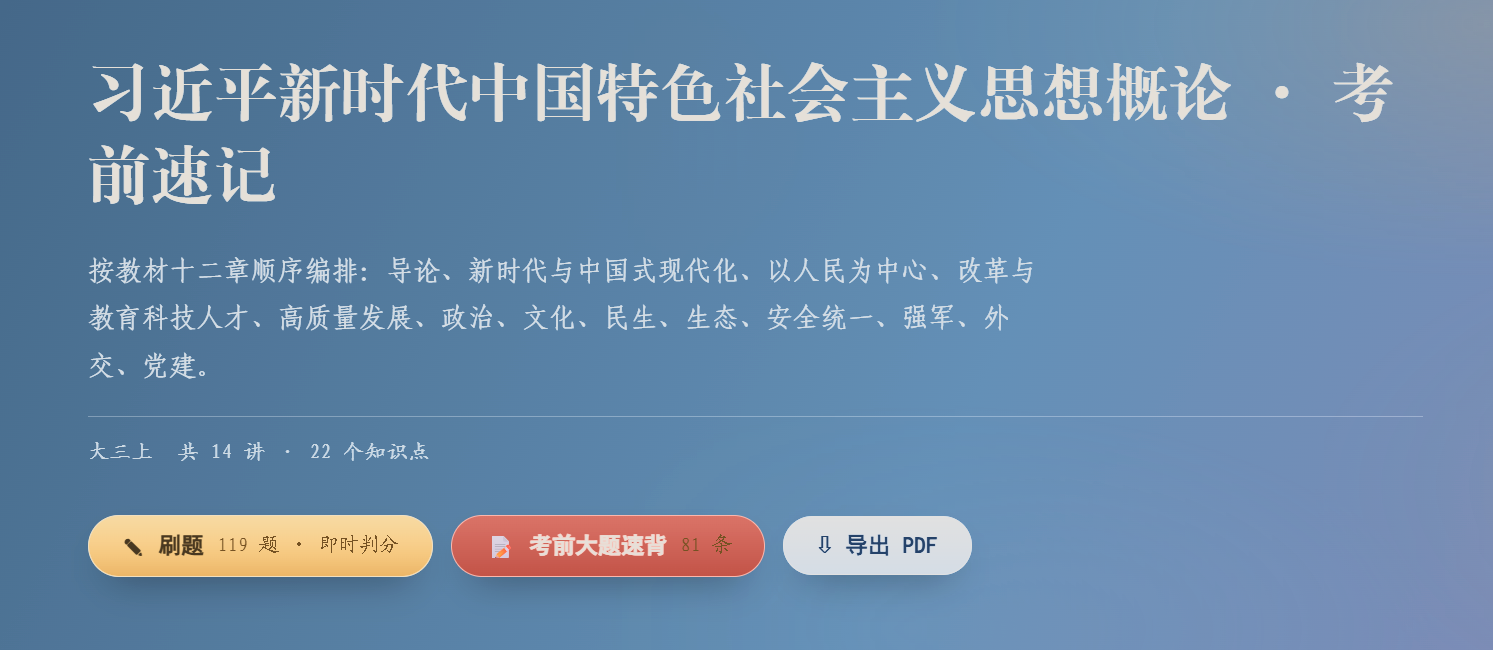 习近平新时代中国特色社会主义思想概论 · 考
前速记
按教材十二章顺序编排：导论、新时代与中国式现代化、以人民为中心、改革与
教育科技人才、高质量发展、政治、文化、民生、生态、安全统一、强军、外
交、党建。
大三上 共 14 讲 · 22 个知识点
刷题 119 题 · 即时判分
考前大题速背 81 条
导出 PDF